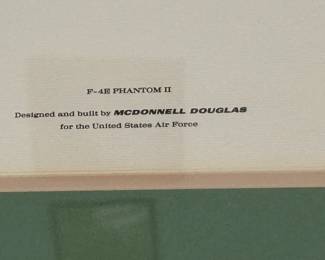 F-4E PHANTOM II
Designed and built by MCDONNELL DOUGLAS
for the United States Air Force